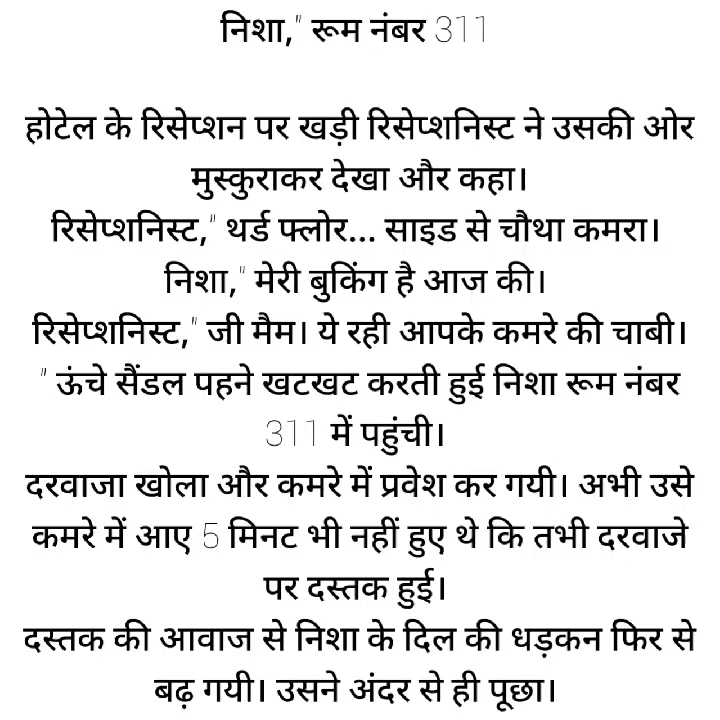 निशा," रूम नंबर 311
होटेल के रिसेप्शन पर खड़ी रिसेप्शनिस्ट ने उसकी ओर
मुस्कुराकर देखा और कहा।
रिसेप्शनिस्ट," थर्ड फ्लोर... साइड से चौथा कमरा।
निशा," मेरी बुकिंग है आज की।
रिसेप्शनिस्ट," जी मैम। ये रही आपके कमरे की चाबी।
" ऊंचे सैंडल पहने खटखट करती हुई निशा रूम नंबर
311 में पहुंची।
दरवाजा खोला और कमरे में प्रवेश कर गयी। अभी उसे
कमरे में आए 5 मिनट भी नहीं हुए थे कि तभी दरवाजे
पर दस्तक हुई।
दस्तक की आवाज से निशा के दिल की धड़कन फिर से
बढ़ गयी। उसने अंदर से ही पूछा।